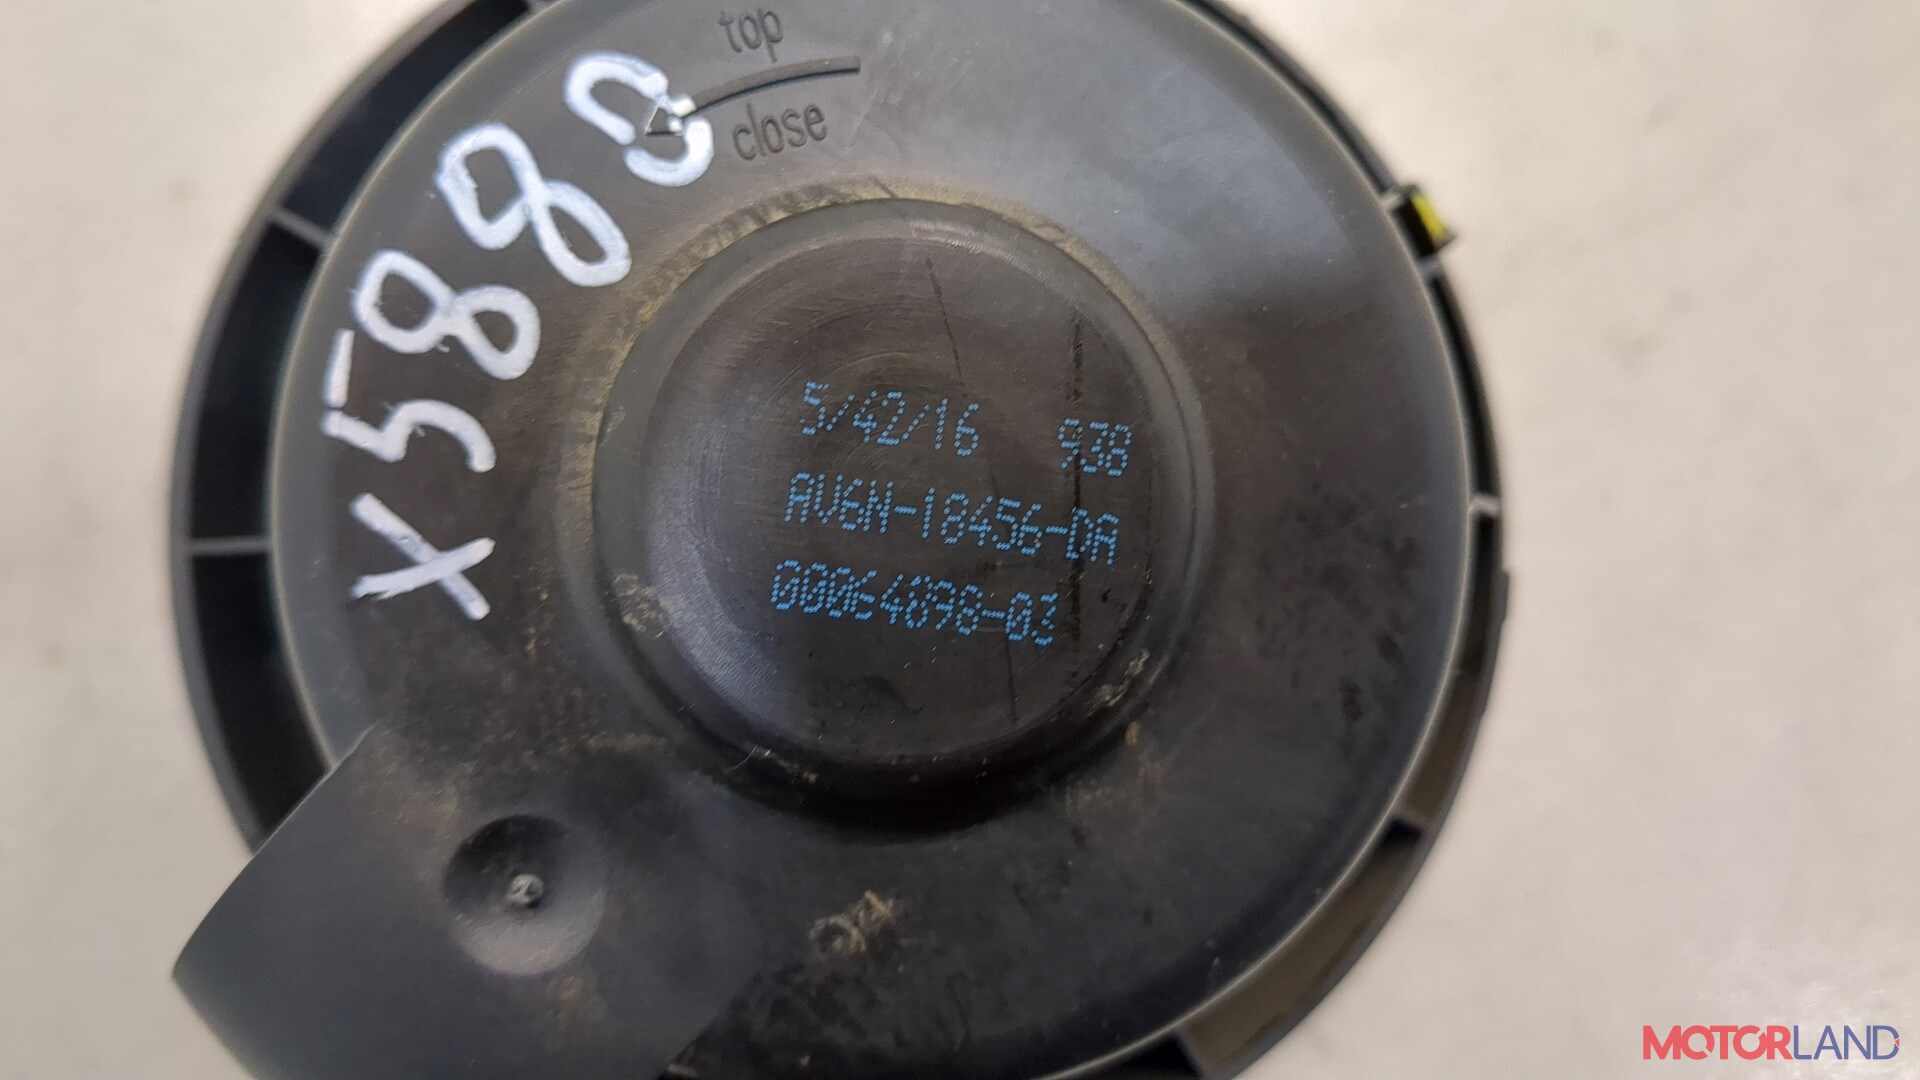 top
close
X5880
5/42/16 938
AV6N-18456-DA
00064898-03
MOTORLAND